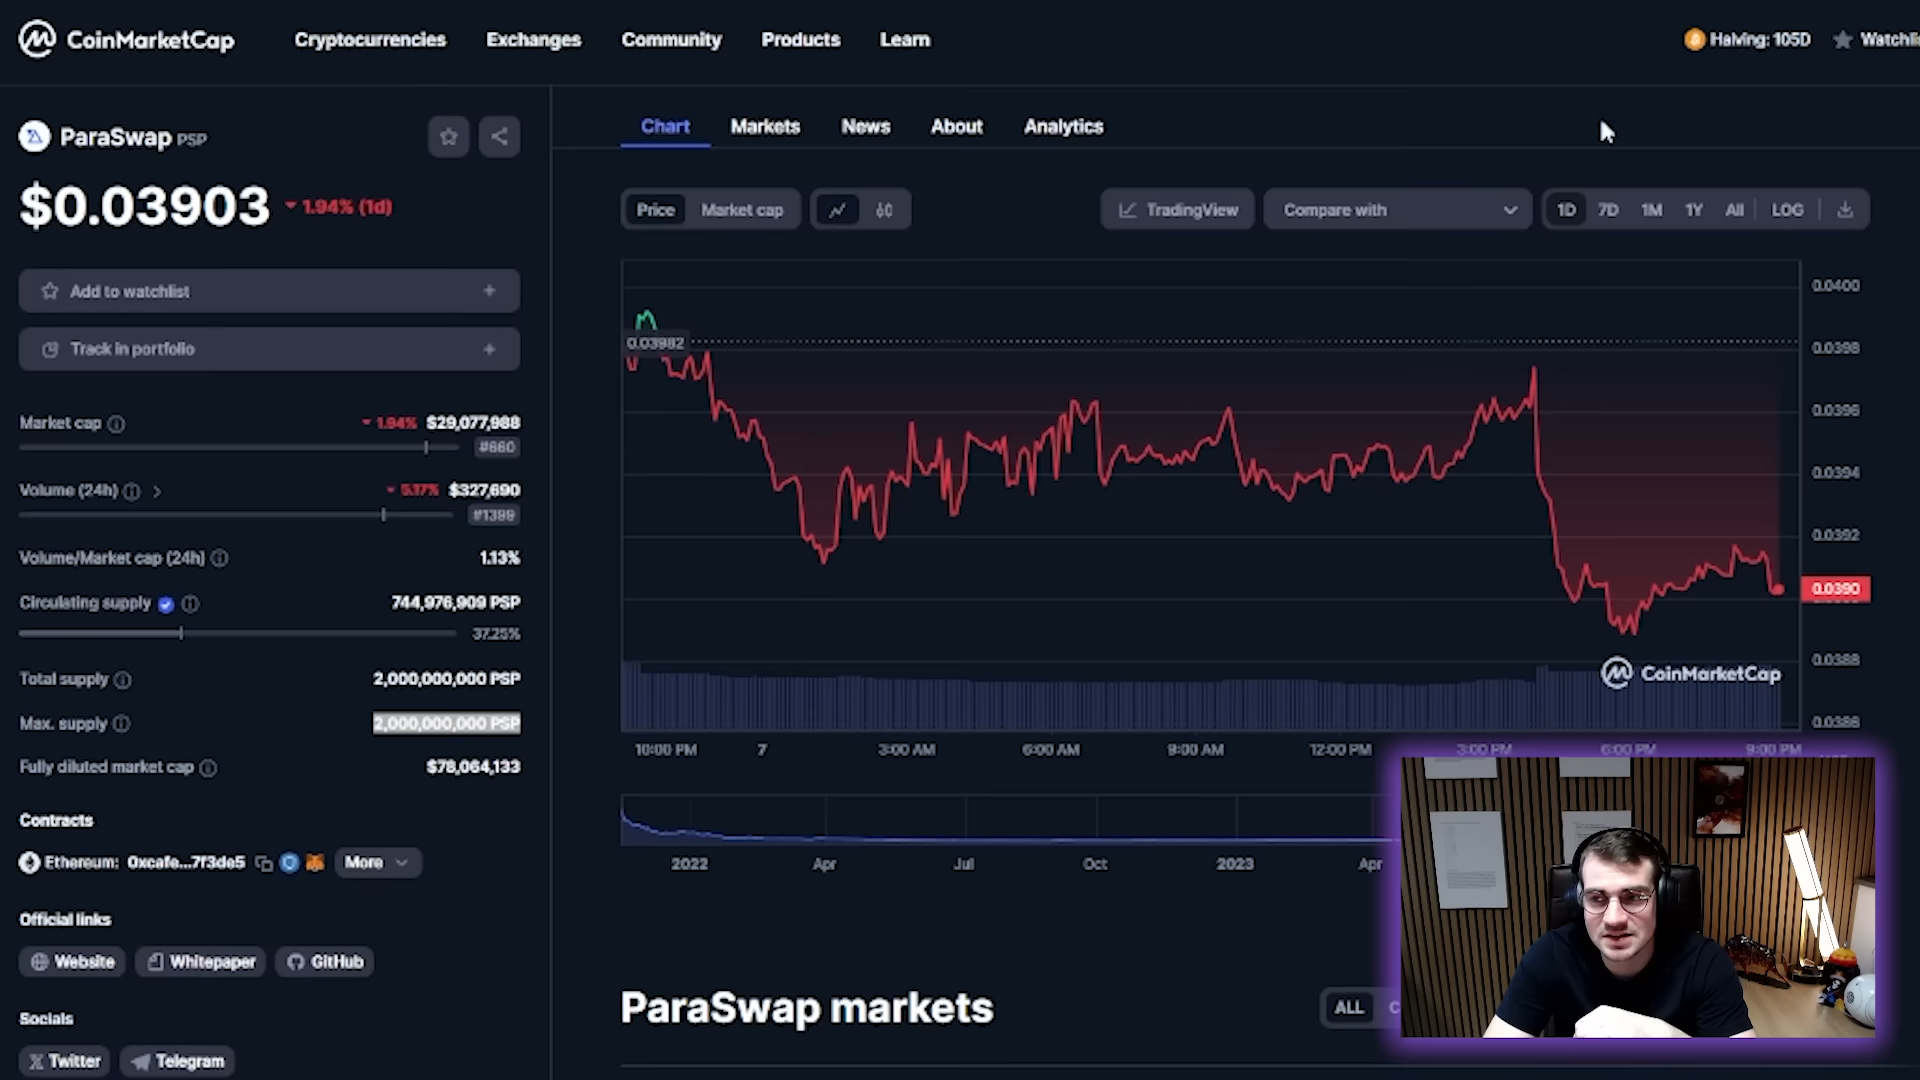 CoinMarketCap Cryptocurrencies Exchanges Community Products Learn Halving: 105D
ParaSwap PSP
$0.03903 1.94% (1d)
Add to watchlist
Track in portfolio
Market cap 1.94% $29,077,988
#660
Volume (24h) 5.17% $327,690
#1399
Volume/Market cap (24h) 1.13%
Circulating supply 744,976,909 PSP
37.25%
Total supply 2,000,000,000 PSP
Max. supply 2,000,000,000 PSP
Fully diluted market cap $78,064,133
Contracts
Ethereum: 0xcafe...7f3de5 More
Official links
Website Whitepaper GitHub
Socials
Twitter Telegram
Chart Markets News About Analytics
Price Market cap TradingView Compare with 1D 7D 1M 1Y All LOG
0.0400
0.03982
0.0398
0.0396
0.0394
0.0392
0.0390
0.0388
CoinMarketCap
0.0386
10:00 PM 7 3:00 AM 6:00 AM 9:00 AM 12:00 PM 3:00 PM 6:00 PM 9:00 PM
2022 Apr Jul Oct 2023 Apr
ParaSwap markets ALL